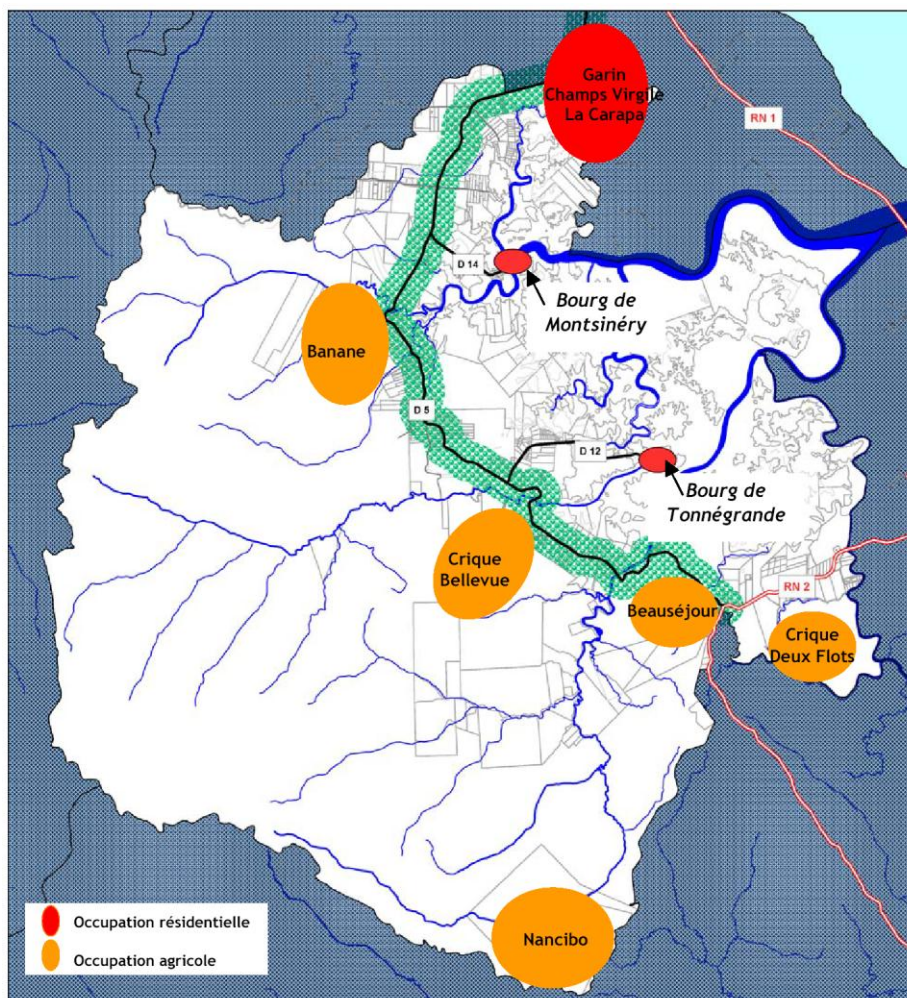 Garin
Champs Virgile
La Carapa
RN 1
D 14
Bourg de
Montsinéry
Banane
D 5
D 12
Bourg de
Tonnégrande
Crique
Bellevue
RN 2
Beauséjour
Crique
Deux Flots
Nancibo
Occupation résidentielle
Occupation agricole